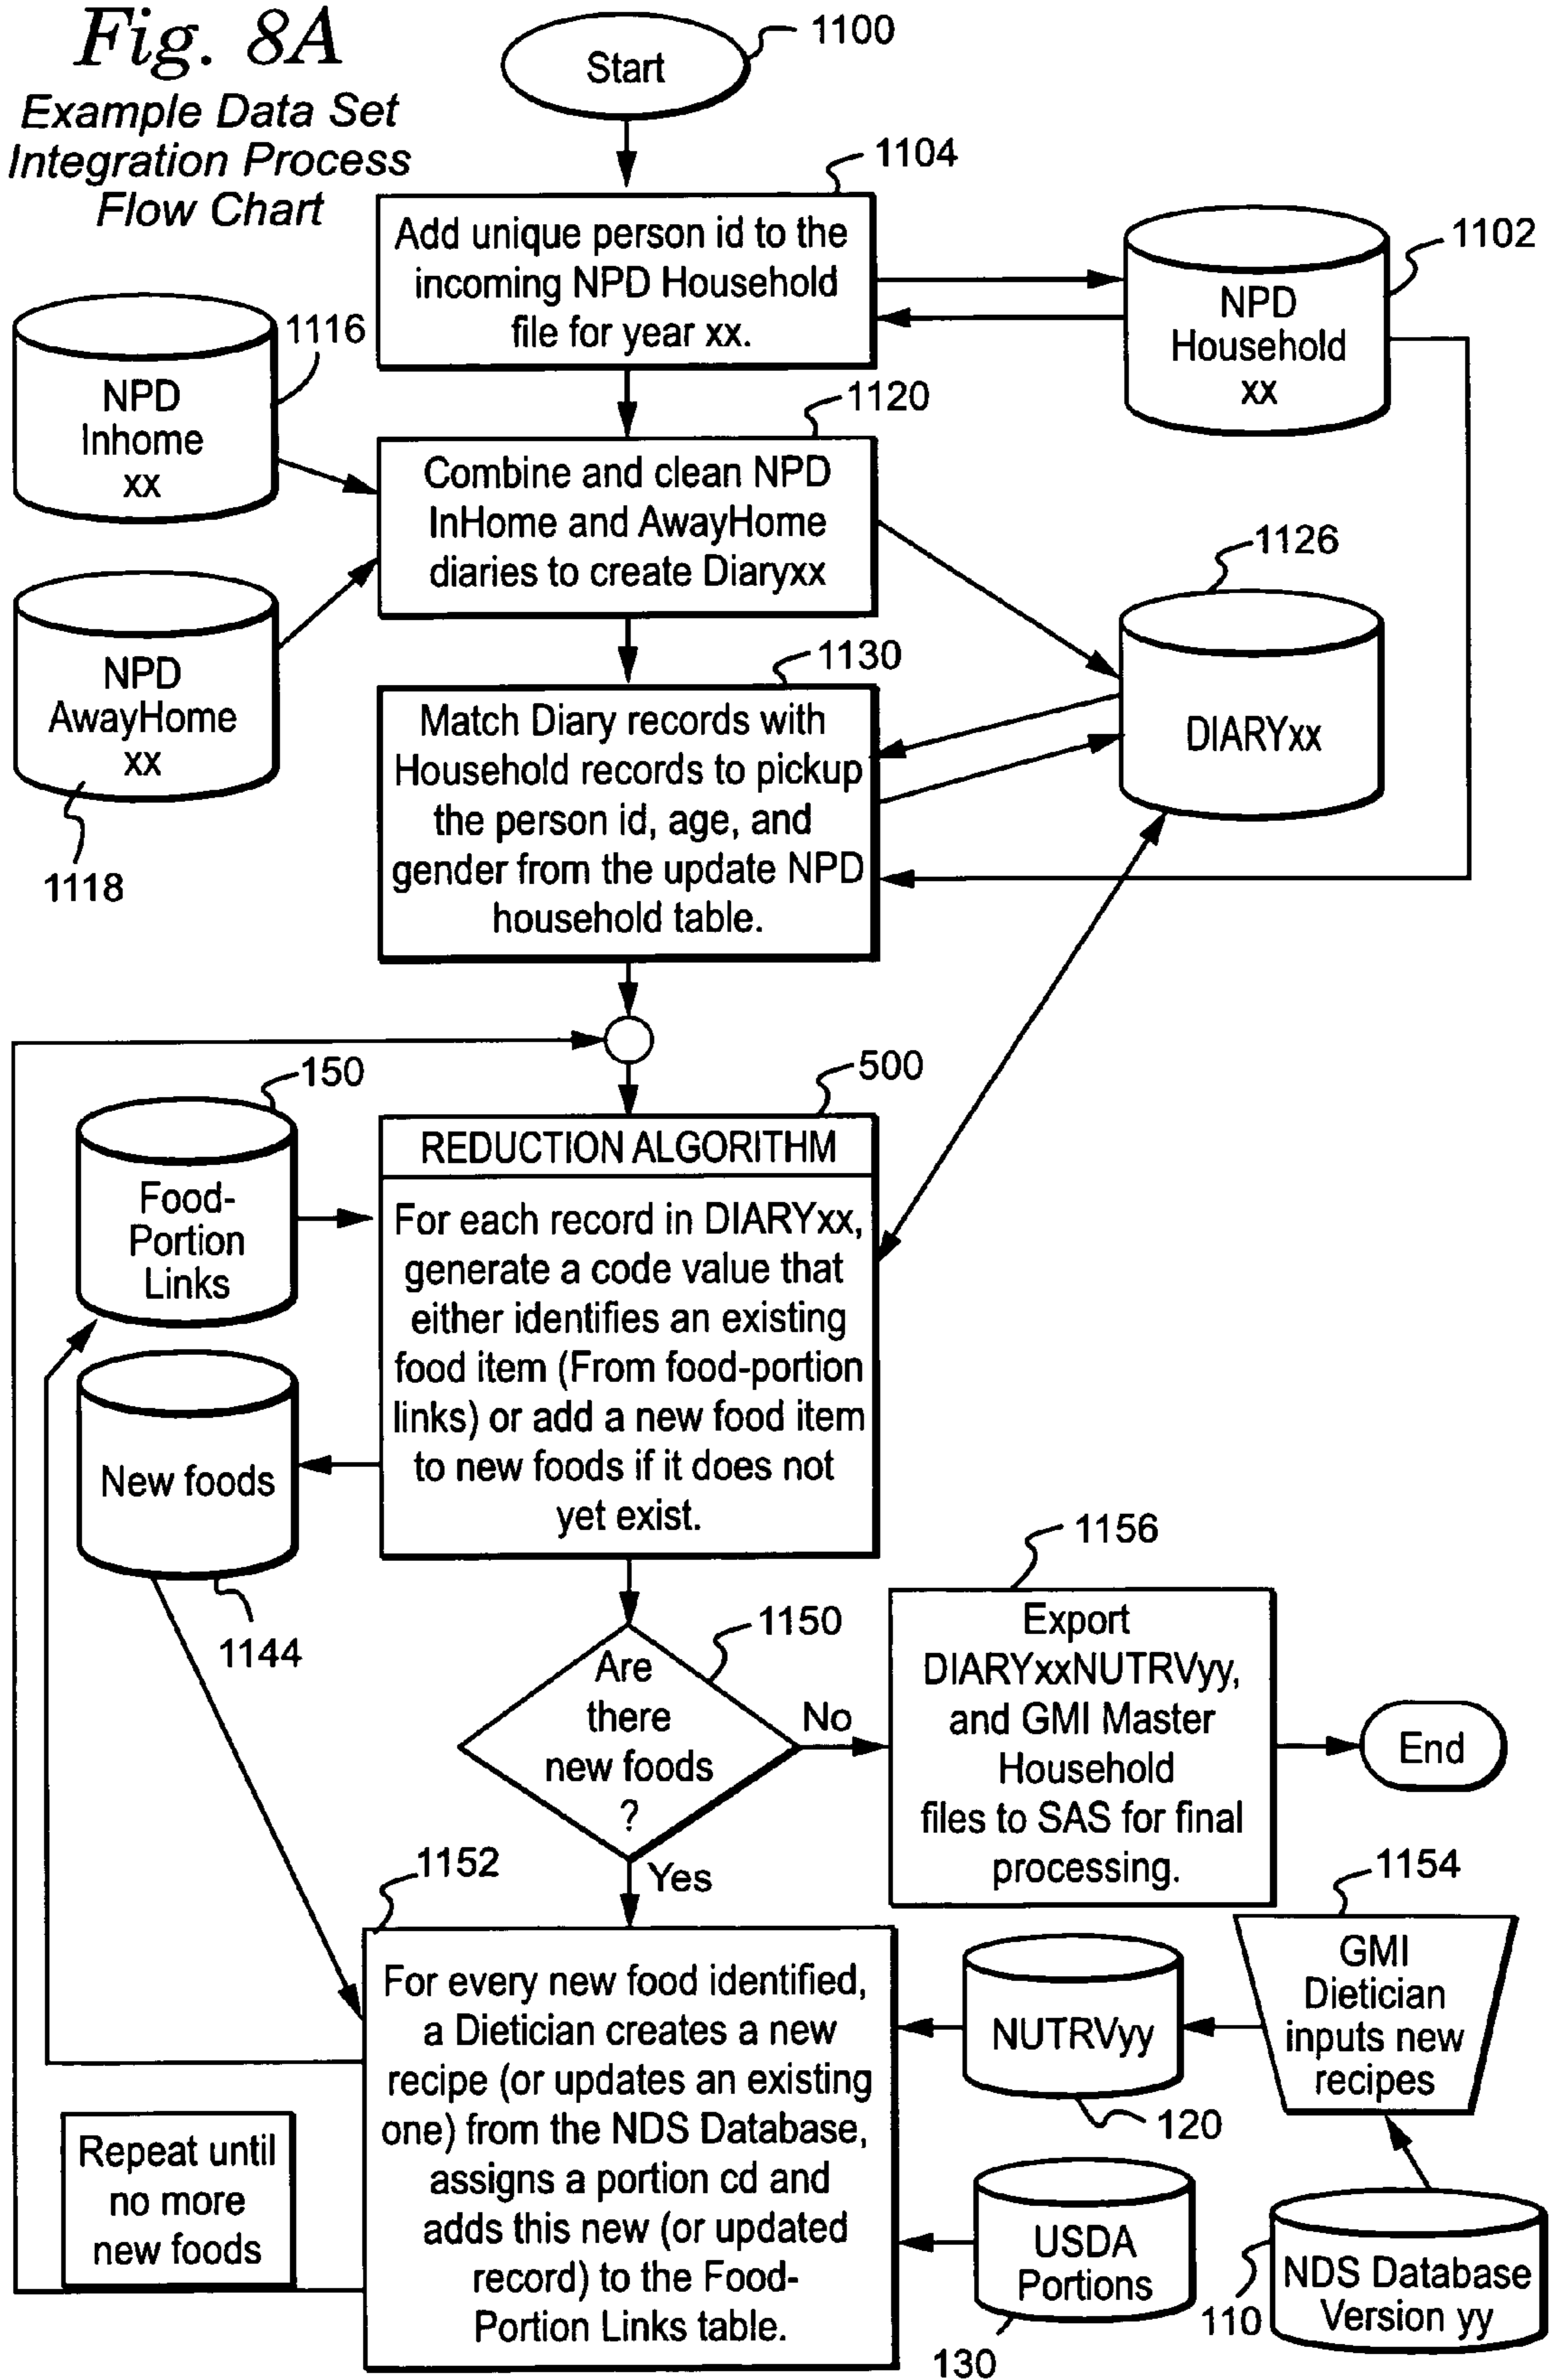 Fig. 8A
Example Data Set
Integration Process
Flow Chart
Start
1100
1104
Add unique person id to the
incoming NPD Household
file for year xx.
1102
NPD
Household
xx
NPD
Inhome
xx
1116
1120
Combine and clean NPD
InHome and AwayHome
diaries to create Diaryxx
1126
DIARYxx
NPD
AwayHome
xx
1118
1130
Match Diary records with
Household records to pickup
the person id, age, and
gender from the update NPD
household table.
150
Food-
Portion
Links
500
REDUCTION ALGORITHM
For each record in DIARYxx,
generate a code value that
either identifies an existing
food item (From food-portion
links) or add a new food item
to new foods if it does not
yet exist.
New foods
1144
1150
Are
there
new foods
?
No
Yes
1156
Export
DIARYxxNUTRVyy,
and GMI Master
Household
files to SAS for final
processing.
End
1152
For every new food identified,
a Dietician creates a new
recipe (or updates an existing
one) from the NDS Database,
assigns a portion cd and
adds this new (or updated
record) to the Food-
Portion Links table.
Repeat until
no more
new foods
NUTRVyy
120
1154
GMI
Dietician
inputs new
recipes
USDA
Portions
130
110
NDS Database
Version yy